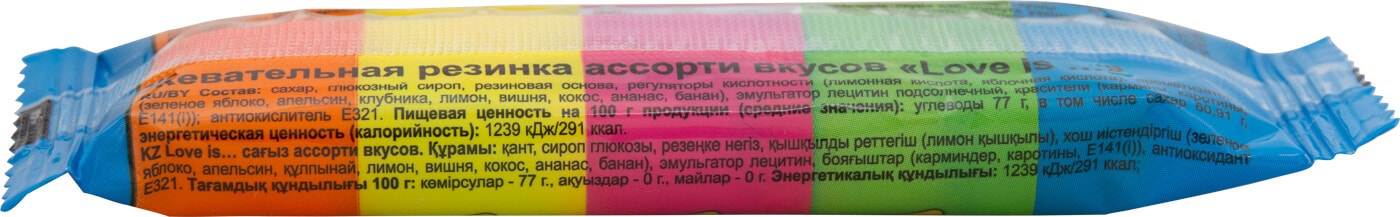 Жевательная резинка ассорти вкусов «Love is ...»
RU/BY Состав: сахар, глюкозный сироп, резиновая основа, регуляторы кислотности (лимонная кислота, яблочная кислота), ароматизаторы
(зеленое яблоко, апельсин, клубника, лимон, вишня, кокос, ананас, банан), эмульгатор лецитин подсолнечный, красители (кармины, каротины,
E141(i)), антиокислитель E321. Пищевая ценность на 100 г продукции (средние значения): углеводы 77 г, в том числе сахар 60,91 г,
энергетическая ценность (калорийность): 1239 кДж/291 ккал.
KZ Love is... сағыз ассорти вкусов. Құрамы: қант, сироп глюкозы, резеңке негіз, қышқылды реттегіш (лимон қышқылы), хош иістендіргіш (зеленое
яблоко, апельсин, құлпынай, лимон, вишня, кокос, ананас, банан), эмульгатор лецитин, бояғыштар (карминдер, каротины, E141(i)), антиоксидант
E321. Тағамдық құндылығы 100 г: көмірсулар - 77 г., ақуыздар - 0 г., майлар - 0 г. Энергетикалық құндылығы: 1239 кДж/291 ккал;